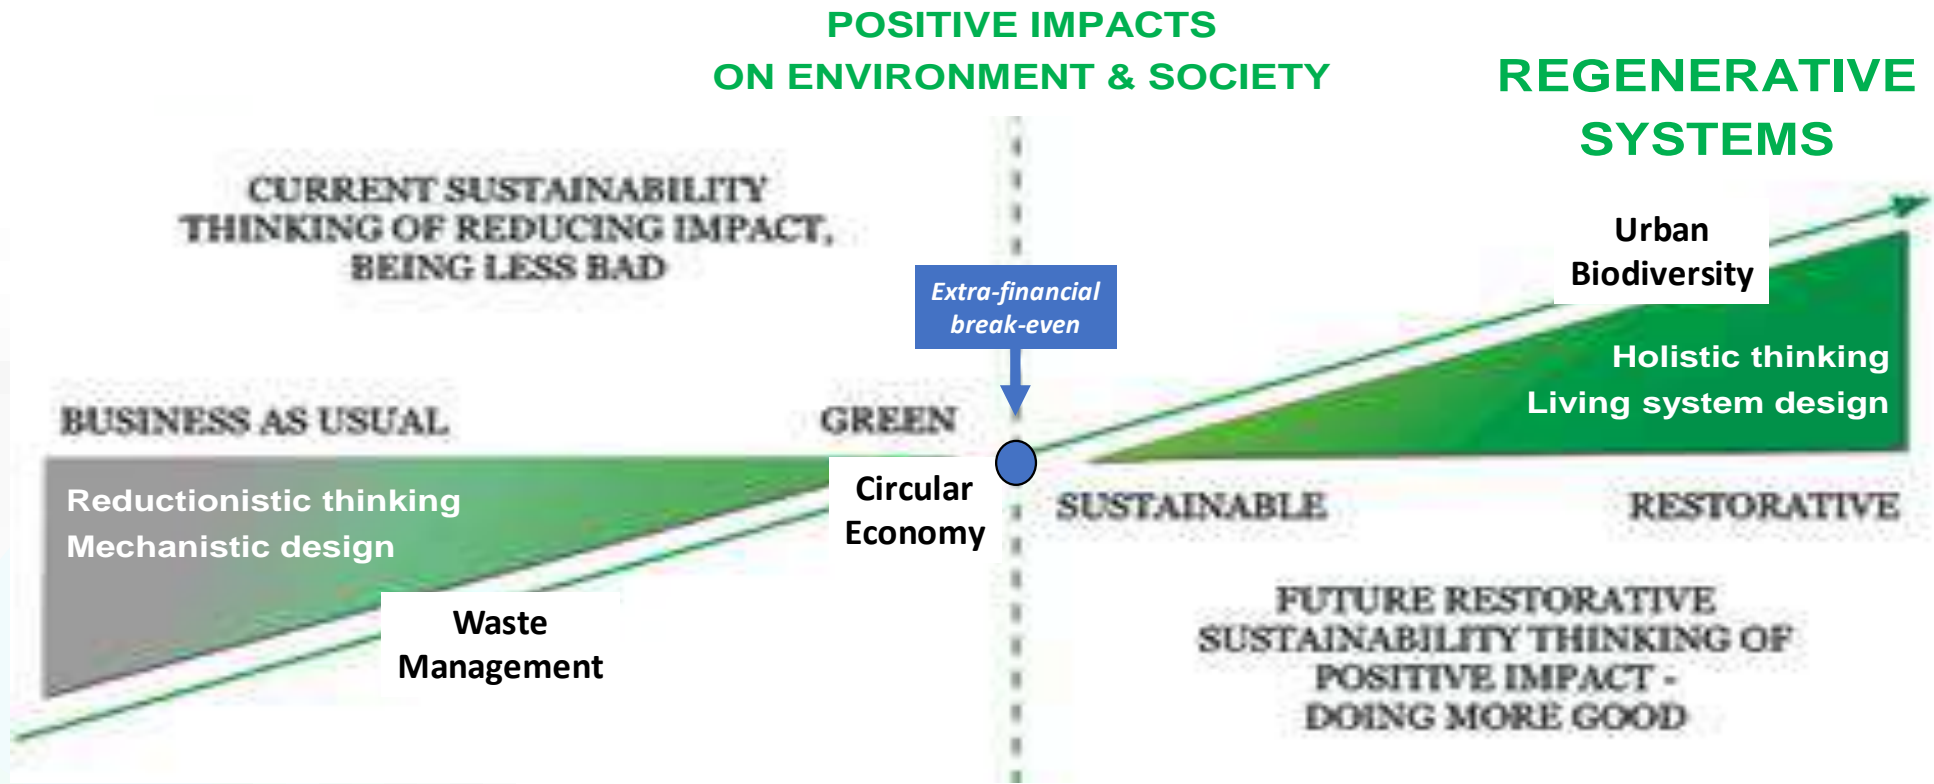 POSITIVE IMPACTS
ON ENVIRONMENT & SOCIETY
REGENERATIVE
SYSTEMS
CURRENT SUSTAINABILITY
THINKING OF REDUCING IMPACT,
BEING LESS BAD
Urban
Biodiversity
Extra-financial
break-even
Holistic thinking
Living system design
BUSINESS AS USUAL
GREEN
Reductionistic thinking
Mechanistic design
Circular
Economy
SUSTAINABLE
RESTORATIVE
Waste
Management
FUTURE RESTORATIVE
SUSTAINABILITY THINKING OF
POSITIVE IMPACT -
DOING MORE GOOD